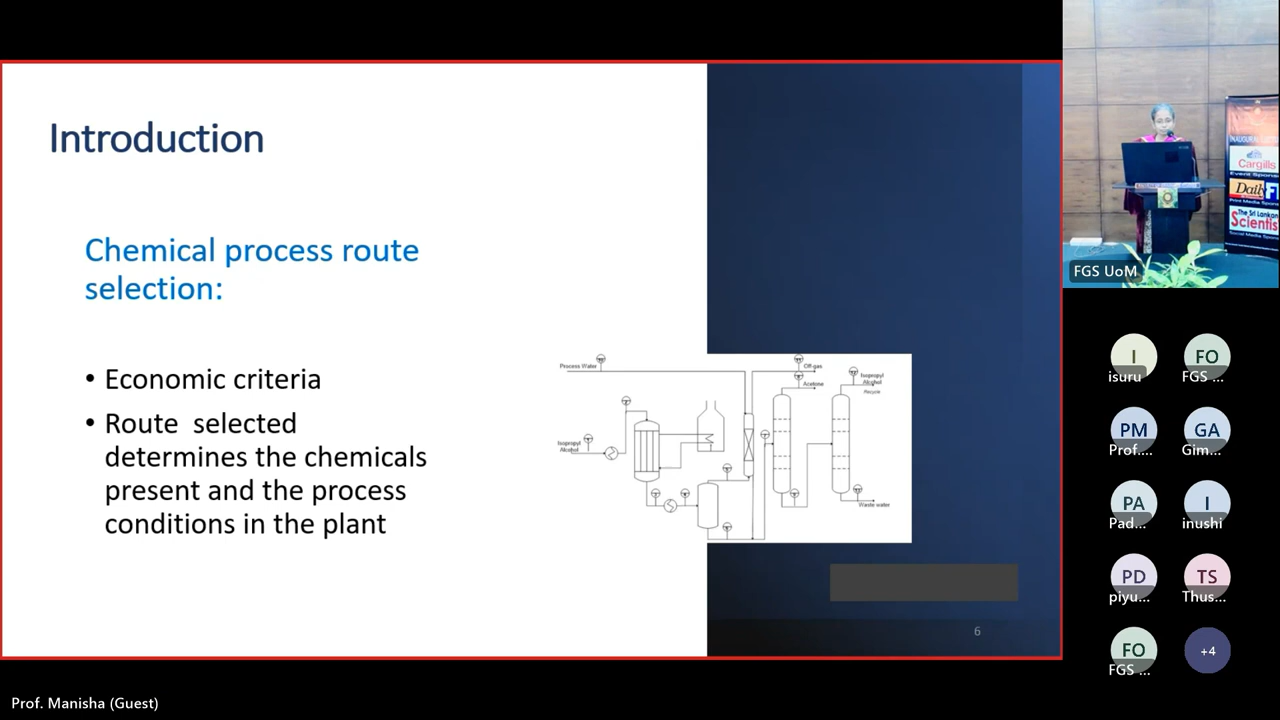 Introduction
Chemical process route
selection:
• Economic criteria
• Route selected
determines the chemicals
present and the process
conditions in the plant
Process Water
Off-gas
Acetone
Isopropyl
Alcohol
Recycle
Isopropyl
Alcohol
Waste water
6
Cargills
Daily F
The Sri Lankan
Scientis
FGS UoM
I
isuru
FO
FGS ...
PM
Prof....
GA
Gim...
PA
Pad...
I
inushi
PD
piyu...
TS
Thus...
FO
FGS ...
+4
Prof. Manisha (Guest)